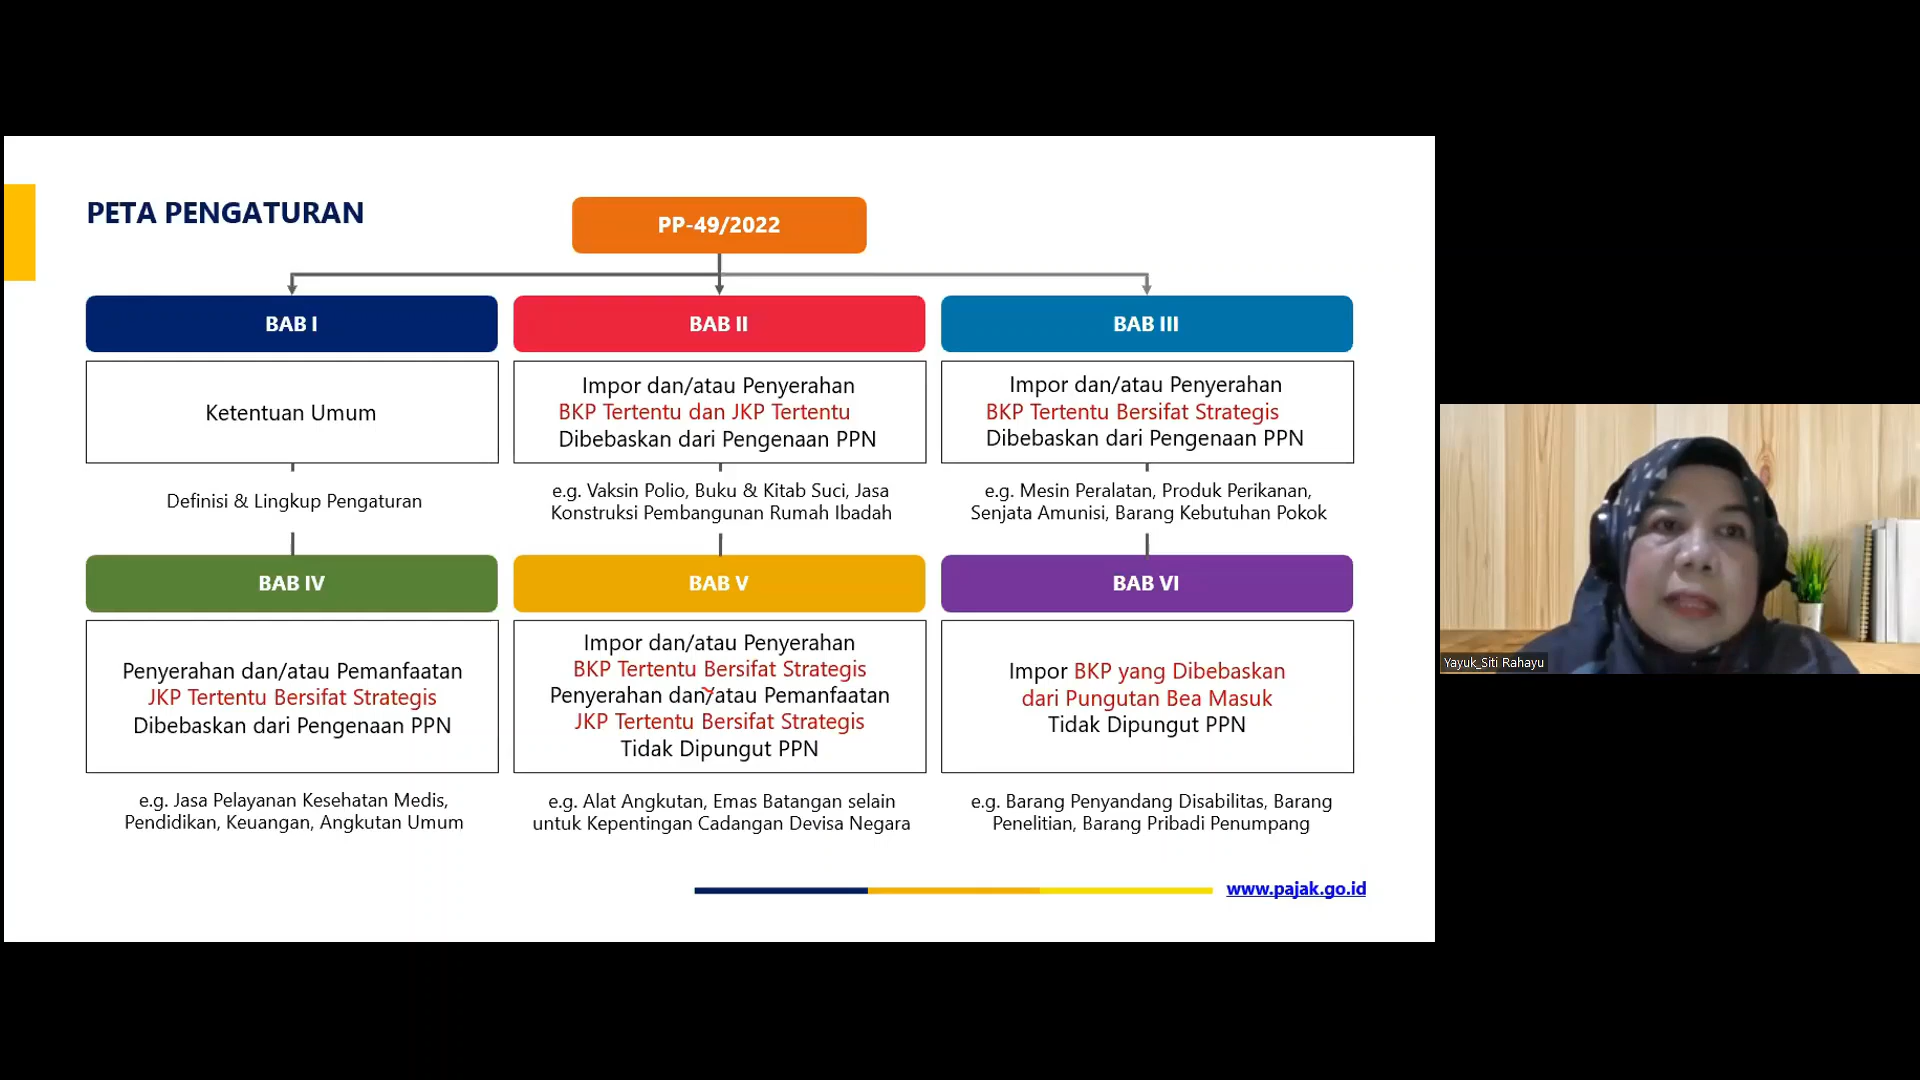 PETA PENGATURAN
PP-49/2022
BAB I
Ketentuan Umum
Definisi & Lingkup Pengaturan
BAB II
Impor dan/atau Penyerahan
BKP Tertentu dan JKP Tertentu
Dibebaskan dari Pengenaan PPN
e.g. Vaksin Polio, Buku & Kitab Suci, Jasa
Konstruksi Pembangunan Rumah Ibadah
BAB III
Impor dan/atau Penyerahan
BKP Tertentu Bersifat Strategis
Dibebaskan dari Pengenaan PPN
e.g. Mesin Peralatan, Produk Perikanan,
Senjata Amunisi, Barang Kebutuhan Pokok
BAB IV
Penyerahan dan/atau Pemanfaatan
JKP Tertentu Bersifat Strategis
Dibebaskan dari Pengenaan PPN
e.g. Jasa Pelayanan Kesehatan Medis,
Pendidikan, Keuangan, Angkutan Umum
BAB V
Impor dan/atau Penyerahan
BKP Tertentu Bersifat Strategis
Penyerahan dan/atau Pemanfaatan
JKP Tertentu Bersifat Strategis
Tidak Dipungut PPN
e.g. Alat Angkutan, Emas Batangan selain
untuk Kepentingan Cadangan Devisa Negara
BAB VI
Impor BKP yang Dibebaskan
dari Pungutan Bea Masuk
Tidak Dipungut PPN
e.g. Barang Penyandang Disabilitas, Barang
Penelitian, Barang Pribadi Penumpang
www.pajak.go.id
Yayuk_Siti Rahayu